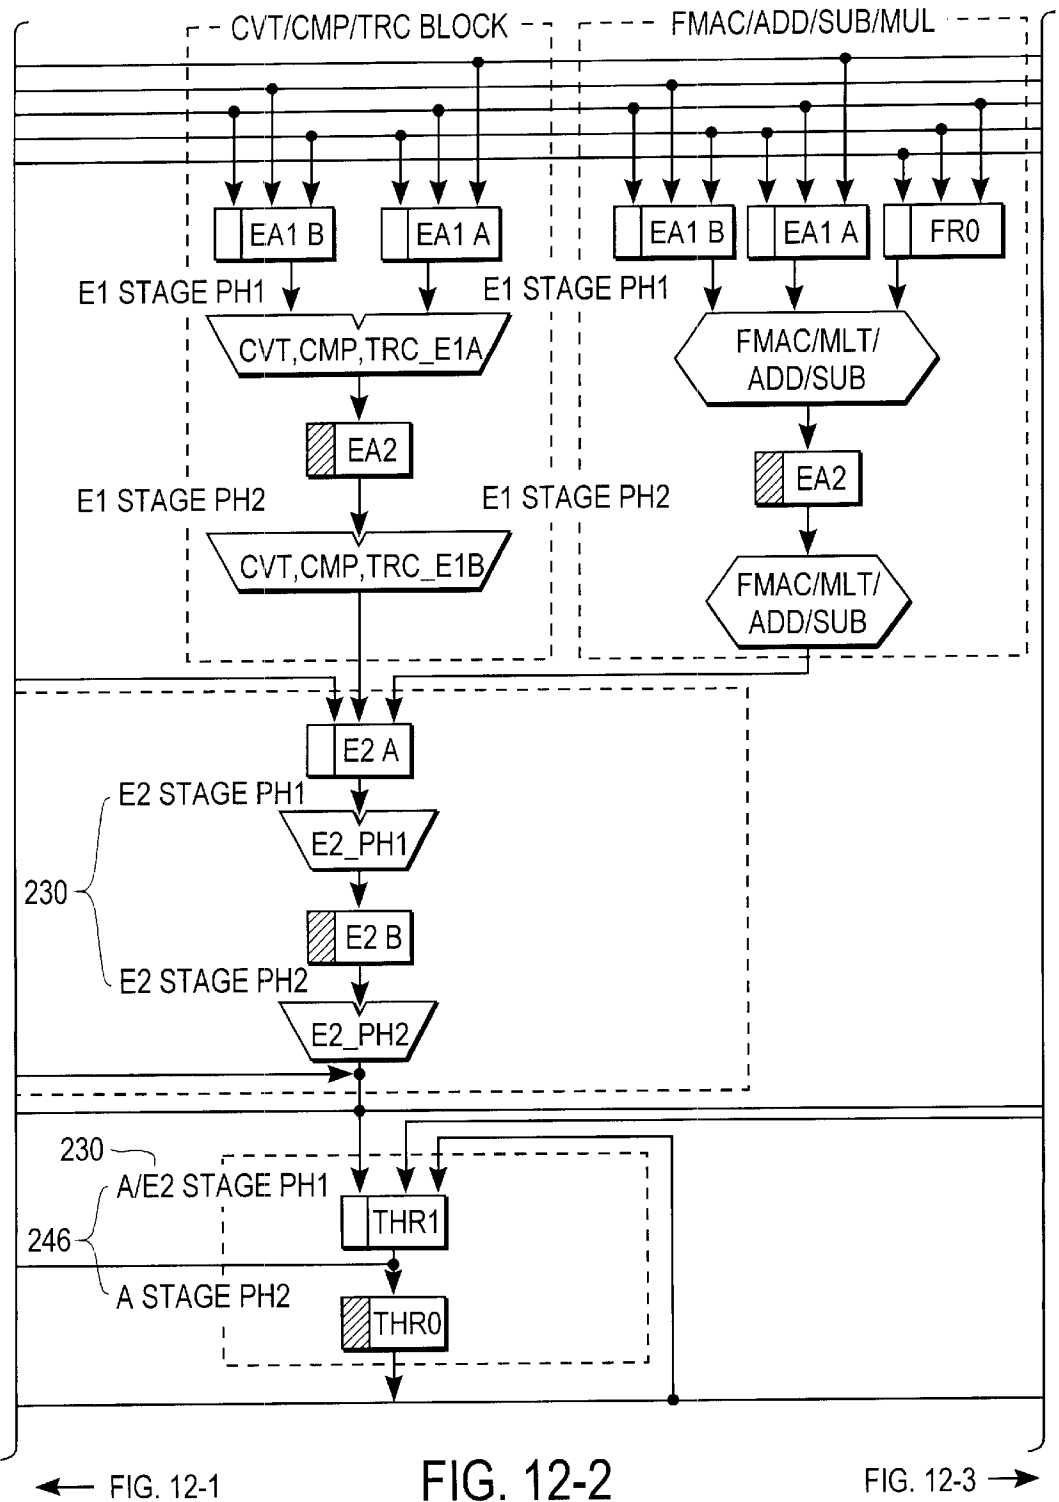 CVT/CMP/TRC BLOCK
FMAC/ADD/SUB/MUL
EA1 B
EA1 A
EA1 B
EA1 A
FR0
E1 STAGE PH1
E1 STAGE PH1
CVT,CMP,TRC_E1A
FMAC/MLT/
ADD/SUB
EA2
EA2
E1 STAGE PH2
E1 STAGE PH2
CVT,CMP,TRC_E1B
FMAC/MLT/
ADD/SUB
E2 A
E2 STAGE PH1
E2_PH1
230
E2 B
E2 STAGE PH2
E2_PH2
230
A/E2 STAGE PH1
THR1
246
A STAGE PH2
THR0
FIG. 12-1
FIG. 12-2
FIG. 12-3